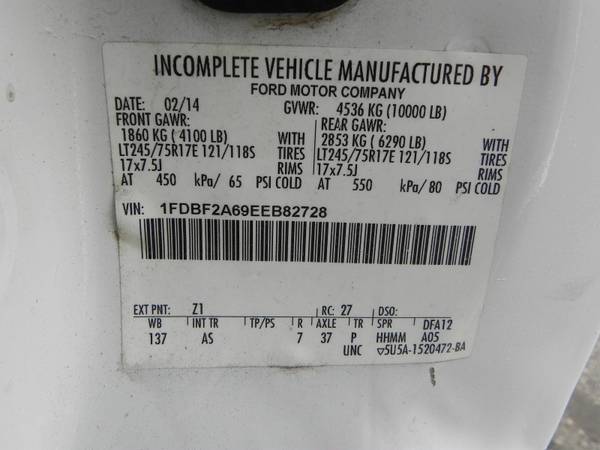 INCOMPLETE VEHICLE MANUFACTURED BY
FORD MOTOR COMPANY
DATE: 02/14 GVWR: 4536 KG (10000 LB)
FRONT GAWR: REAR GAWR:
1860 KG ( 4100 LB) WITH 2853 KG ( 6290 LB) WITH
LT245/75R17E 121/118S TIRES LT245/75R17E 121/118S TIRES
17x7.5J RIMS 17x7.5J RIMS
AT 450 kPa/ 65 PSI COLD AT 550 kPa/ 80 PSI COLD
VIN: 1FDBF2A69EEB82728
EXT PNT: Z1 RC: 27 DSO:
WB INT TR TP/PS R AXLE TR SPR DFA12
137 AS 7 37 P HHMM A05
UNC ▽5U5A-1520472-BA